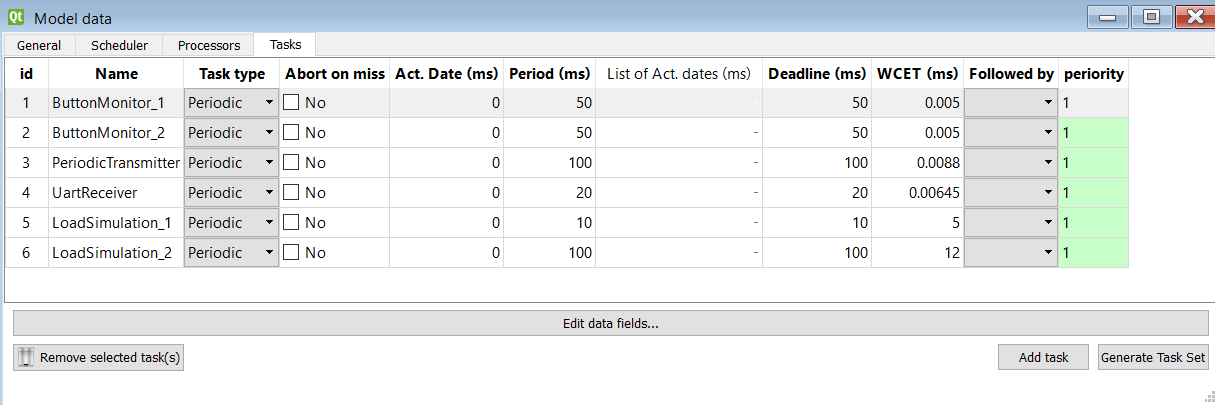 Qt Model data
General Scheduler Processors Tasks
id Name Task type Abort on miss Act. Date (ms) Period (ms) List of Act. dates (ms) Deadline (ms) WCET (ms) Followed by periority
1 ButtonMonitor_1 Periodic No 0 50 - 50 0.005 1
2 ButtonMonitor_2 Periodic No 0 50 - 50 0.005 1
3 PeriodicTransmitter Periodic No 0 100 - 100 0.0088 1
4 UartReceiver Periodic No 0 20 - 20 0.00645 1
5 LoadSimulation_1 Periodic No 0 10 - 10 5 1
6 LoadSimulation_2 Periodic No 0 100 - 100 12 1
Edit data fields...
Remove selected task(s) Add task Generate Task Set